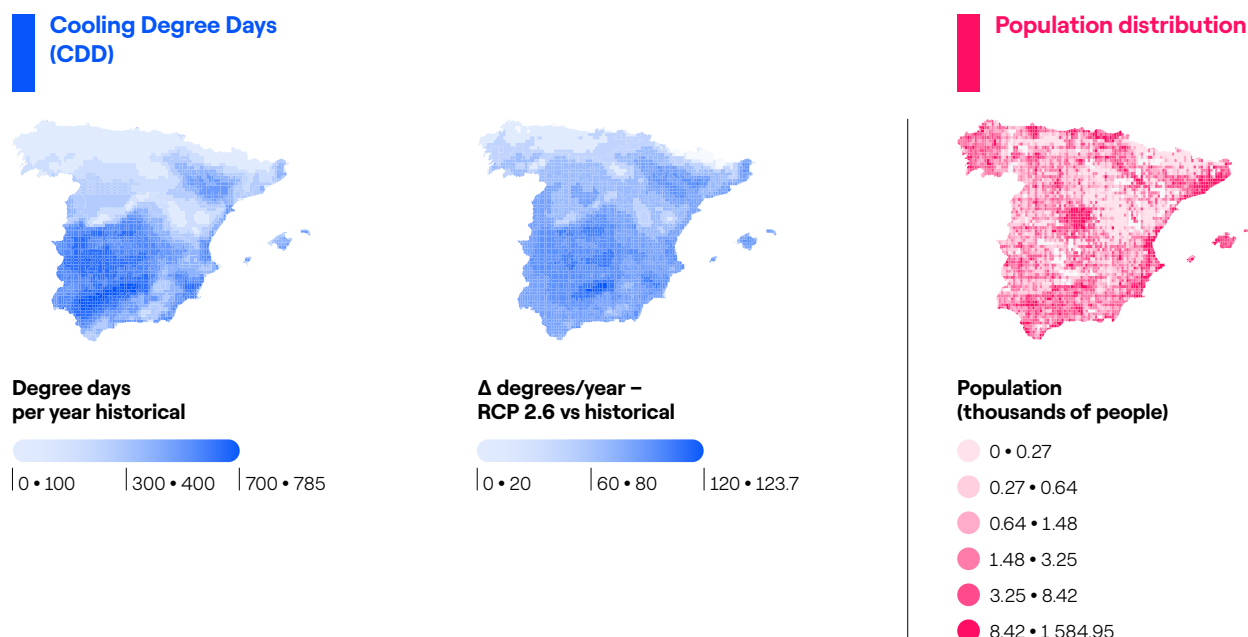 Cooling Degree Days
(CDD)
Population distribution
Degree days
per year historical
0 • 100
300 • 400
700 • 785
Δ degrees/year –
RCP 2.6 vs historical
0 • 20
60 • 80
120 • 123.7
Population
(thousands of people)
0 • 0.27
0.27 • 0.64
0.64 • 1.48
1.48 • 3.25
3.25 • 8.42
8.42 • 1 584.95